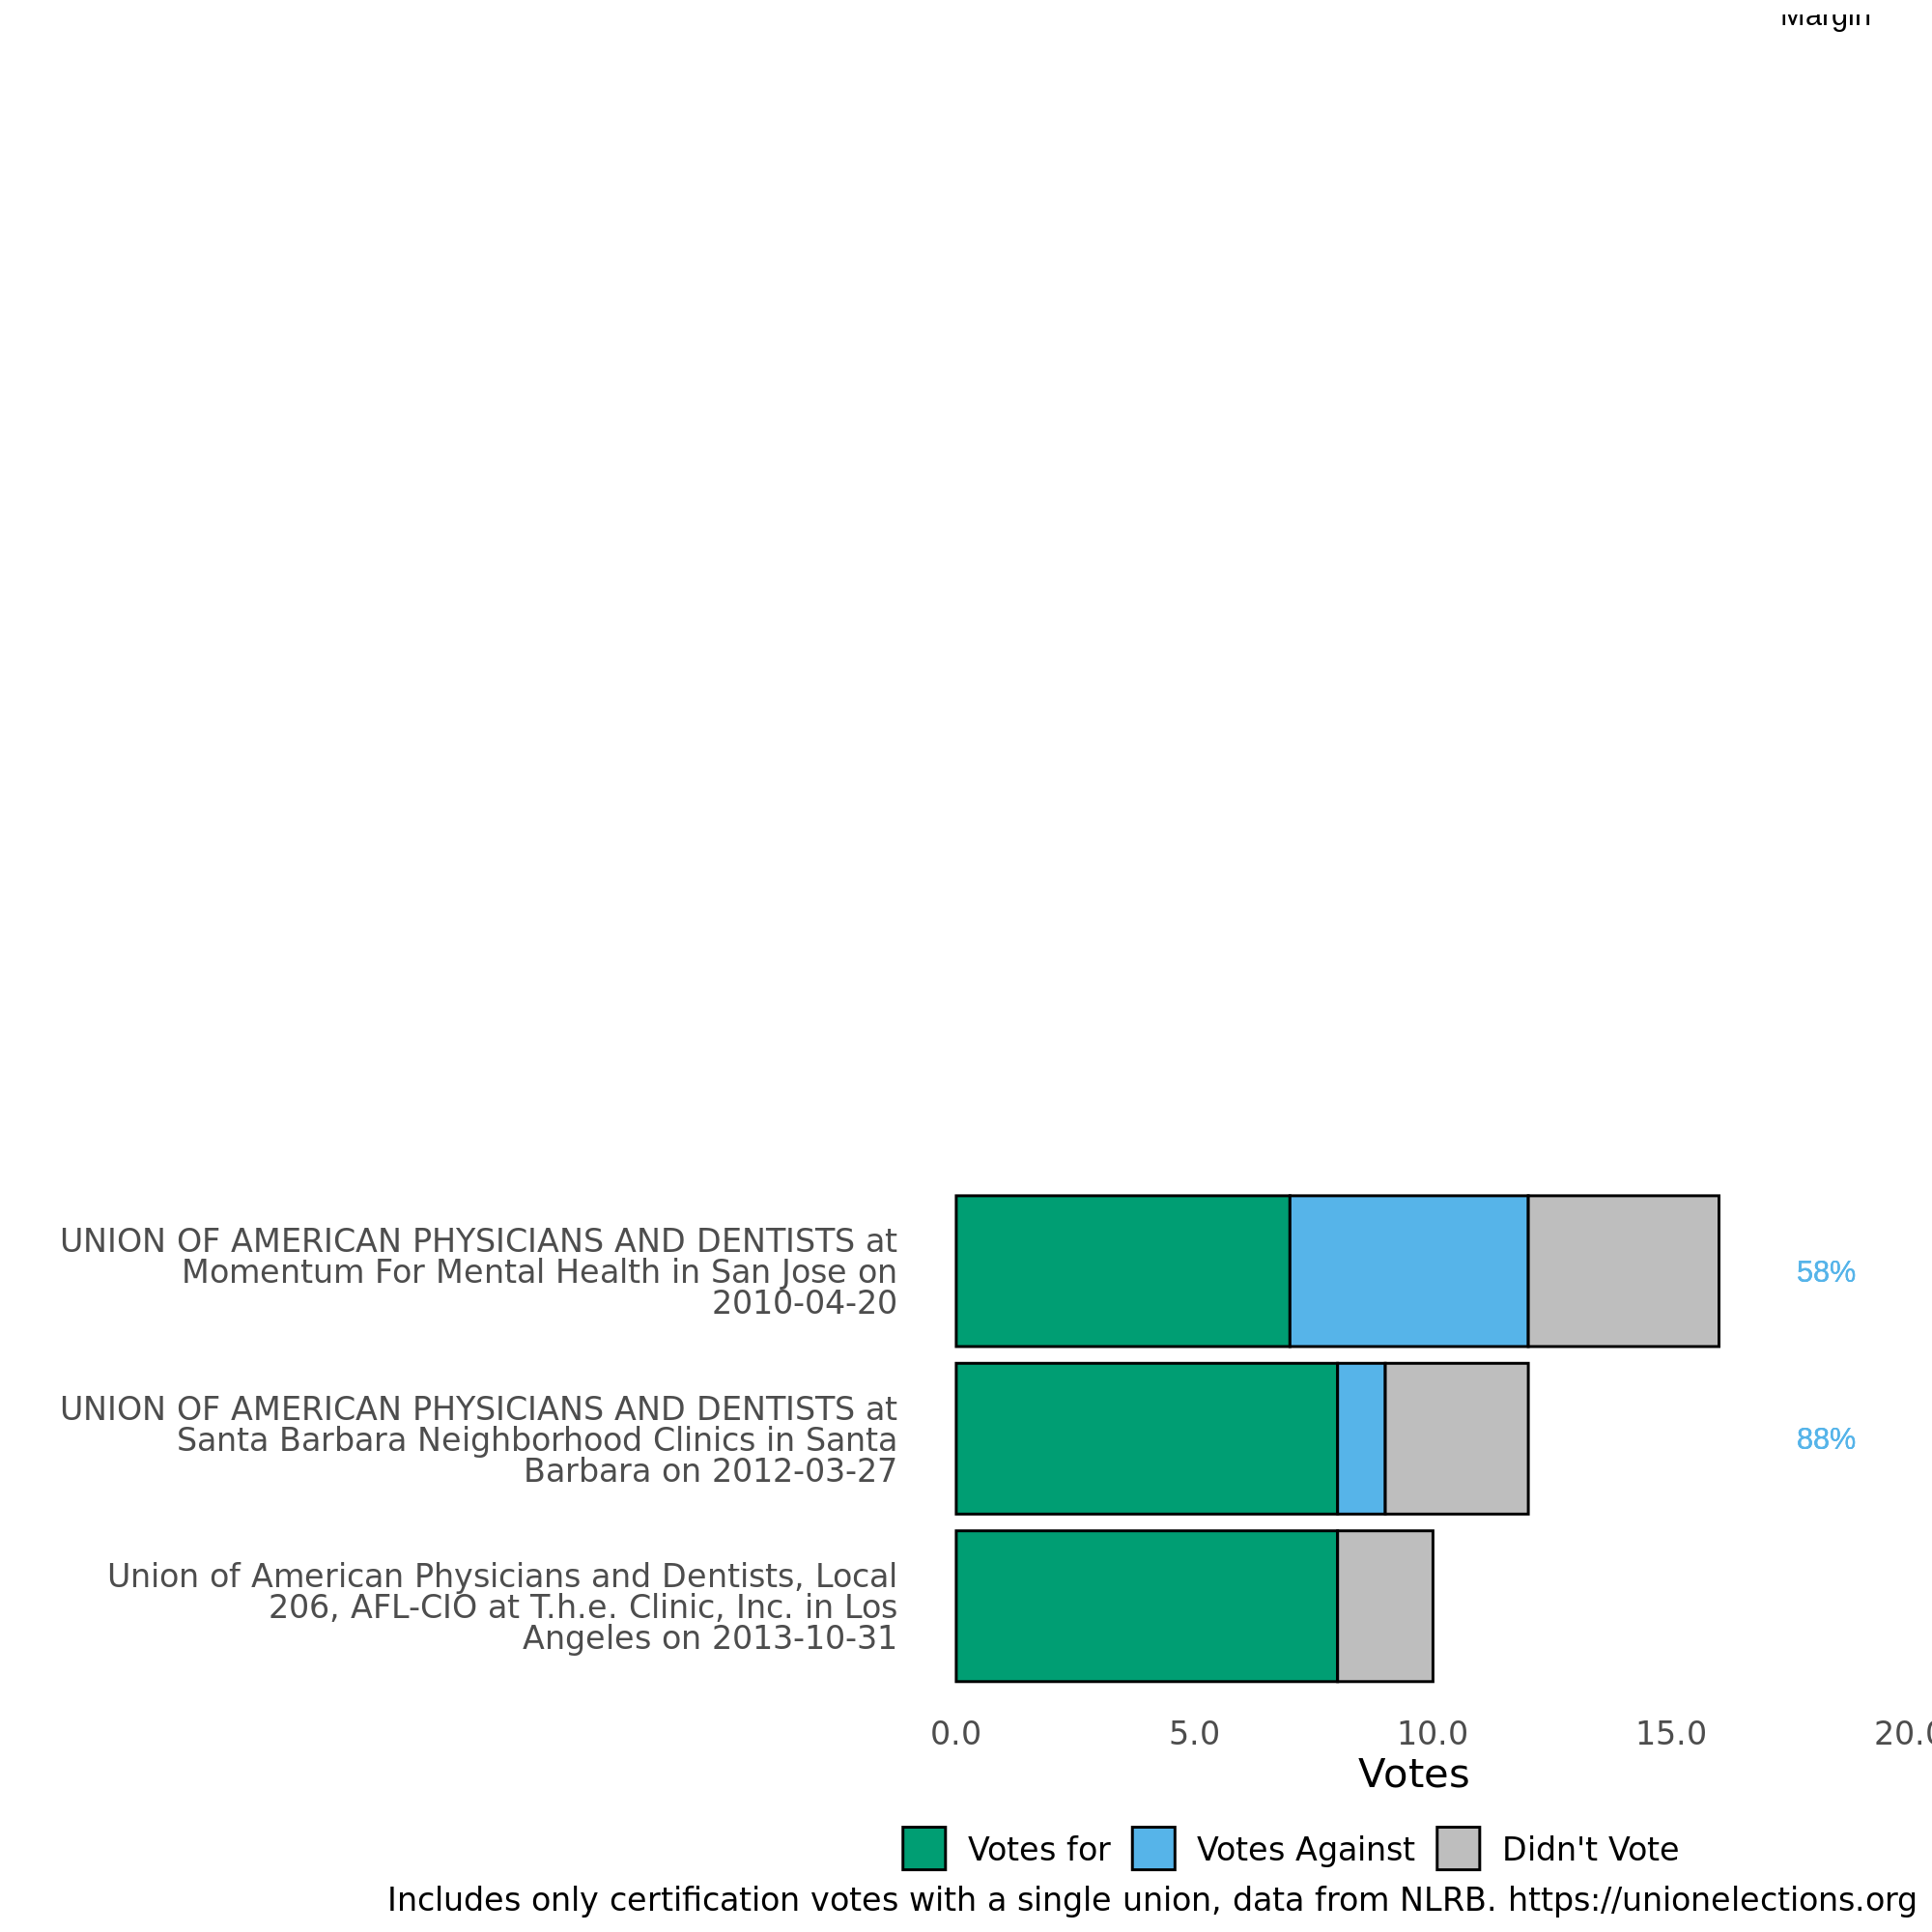 Margin
UNION OF AMERICAN PHYSICIANS AND DENTISTS at
Momentum For Mental Health in San Jose on
2010-04-20
58%
UNION OF AMERICAN PHYSICIANS AND DENTISTS at
Santa Barbara Neighborhood Clinics in Santa
Barbara on 2012-03-27
88%
Union of American Physicians and Dentists, Local
206, AFL-CIO at T.h.e. Clinic, Inc. in Los
Angeles on 2013-10-31
0.0 5.0 10.0 15.0 20.0
Votes
Votes for Votes Against Didn't Vote
Includes only certification votes with a single union, data from NLRB. https://unionelections.org